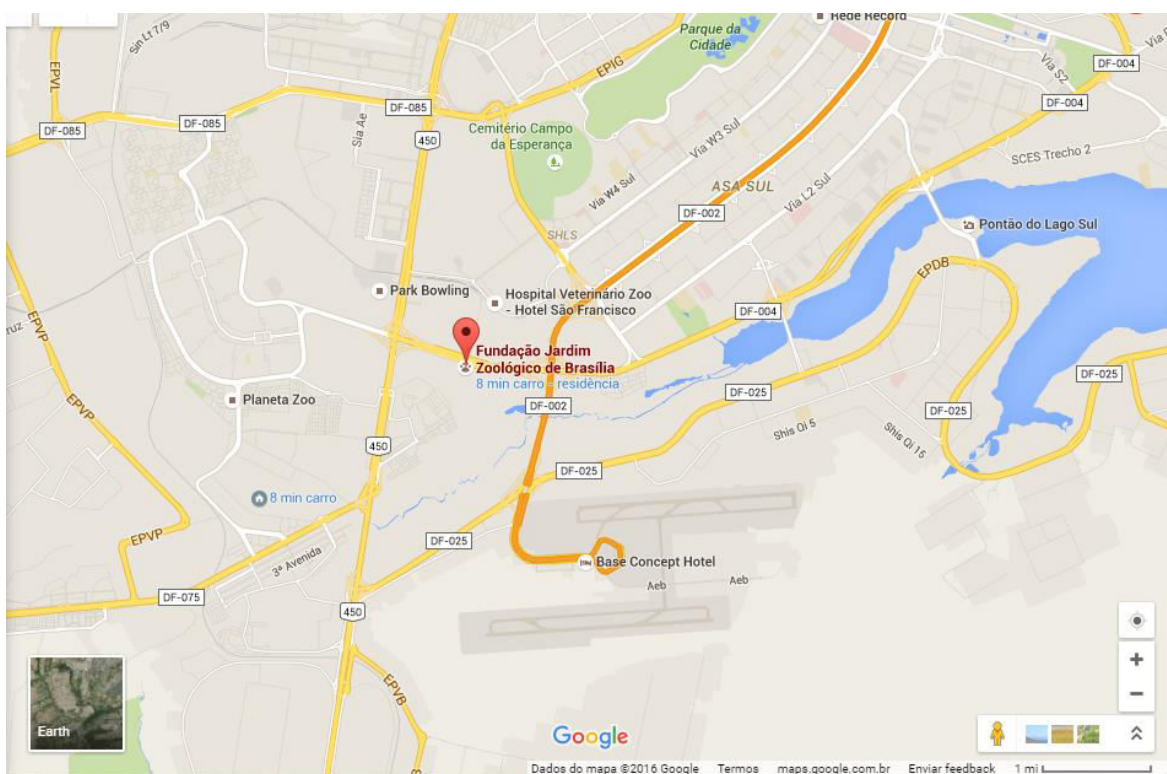 Rede Record
Sin Lt 7/9
Parque da
Cidade
EPIG
EPVL
DF-004
Via S2
DF-004
DF-085
DF-085
DF-085
Sia Ae
450
Cemitério Campo
da Esperança
Via W3 Sul
SCES Trecho 2
Via W4 Sul
ASA SUL
Via L2 Sul
DF-002
SHLS
Pontão do Lago Sul
EPDB
Park Bowling
Hospital Veterinário Zoo
- Hotel São Francisco
DF-004
EPVP
Fundação Jardim
Zoológico de Brasília
8 min carro - residência
DF-025
DF-025
Planeta Zoo
DF-002
DF-025
EPVP
Shis Qi 5
Shis Qi 15
450
DF-025
8 min carro
EPVP
DF-025
3ª Avenida
Base Concept Hotel
Aeb
Aeb
DF-075
450
EPVB
Earth
Google
Dados do mapa ©2016 Google Termos maps.google.com.br Enviar feedback 1 mi